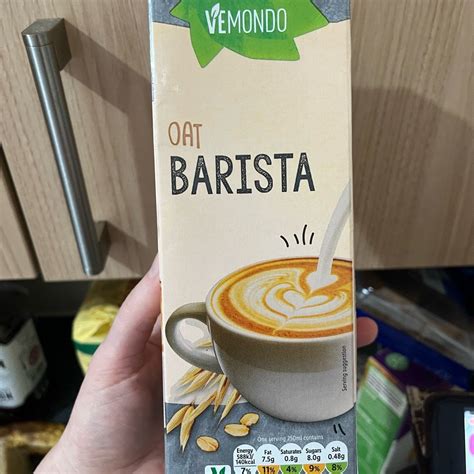 VEMONDO
OAT
BARISTA
Serving suggestion
One serving 250ml contains
Energy Fat Saturates Sugars Salt
588kJ 7.5g 0.8g 8.0g 0.48g
140kcal
7% 11% 4% 9% 8%